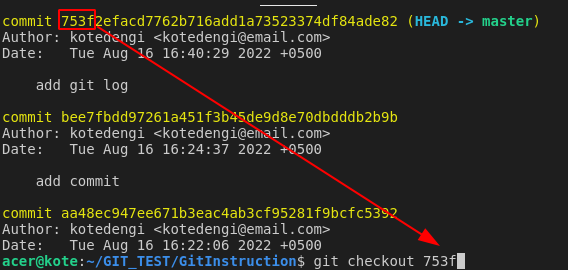 commit 753f2efacd7762b716add1a73523374df84ade82 (HEAD -> master)
Author: kotedengi <kotedengi@email.com>
Date:   Tue Aug 16 16:40:29 2022 +0500
add git log
commit bee7fbdd97261a451f3b45de9d8e70dbdddb2b9b
Author: kotedengi <kotedengi@email.com>
Date:   Tue Aug 16 16:24:37 2022 +0500
add commit
commit aa48ec947ee671b3eac4ab3cf95281f9bcfc5392
Author: kotedengi <kotedengi@email.com>
Date:   Tue Aug 16 16:22:06 2022 +0500
acer@kote:~/GIT_TEST/GitInstruction$ git checkout 753f